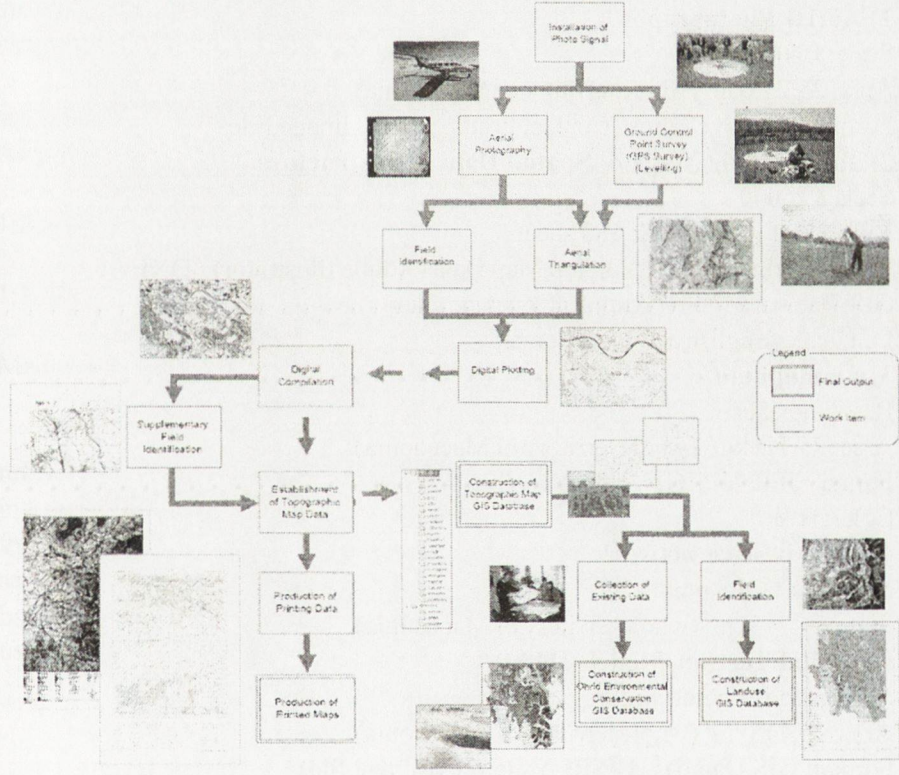 Installation of
Photo Signal
Aerial
Photography
Ground Control
Point Survey
(GPS Survey)
(Levelling)
Field
Identification
Aerial
Triangulation
Digital Plotting
Digital
Compilation
Supplementary
Field
Identification
Establishment
of Topographic
Map Data
Construction of
Topographic Map
GIS Database
Production of
Printing Data
Production of
Printed Maps
Collection of
Existing Data
Field
Identification
Construction of
Ohrid Environmental
Conservation
GIS Database
Construction of
Landuse
GIS Database
Legend
Final Output
Work Item